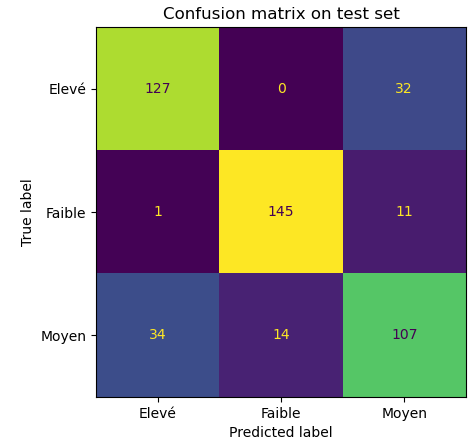 Confusion matrix on test set
True label
Elevé 127 0 32
Faible 1 145 11
Moyen 34 14 107
Elevé Faible Moyen
Predicted label